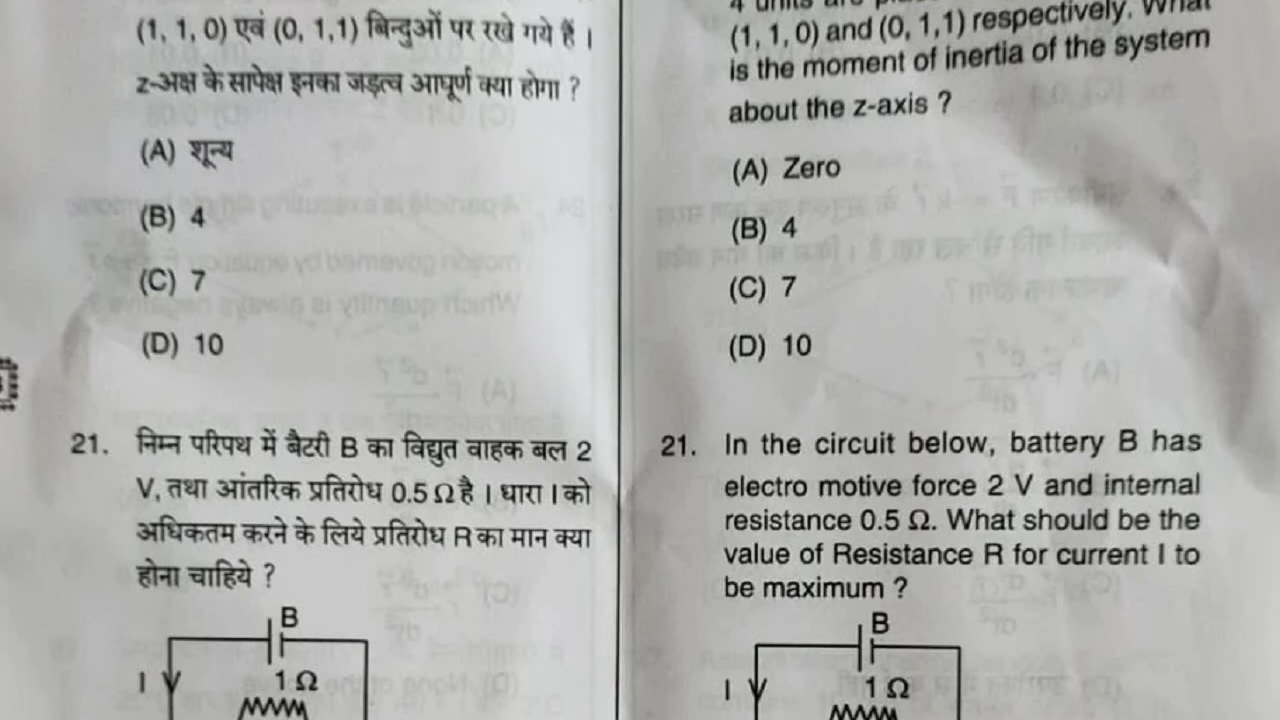 (1, 1, 0) एवं (0, 1,1) बिन्दुओं पर रखे गये हैं ।
z-अक्ष के सापेक्ष इनका जड़त्व आघूर्ण क्या होगा ?
(A) शून्य
(B) 4
(C) 7
(D) 10
21. निम्न परिपथ में बैटरी B का विद्युत वाहक बल 2
V, तथा आंतरिक प्रतिरोध 0.5 Ω है । धारा I को
अधिकतम करने के लिये प्रतिरोध R का मान क्या
होना चाहिये ?
B
I
1 Ω
4 units are
(1, 1, 0) and (0, 1,1) respectively. What
is the moment of inertia of the system
about the z-axis ?
(A) Zero
(B) 4
(C) 7
(D) 10
21. In the circuit below, battery B has
electro motive force 2 V and internal
resistance 0.5 Ω. What should be the
value of Resistance R for current I to
be maximum ?
B
I
1 Ω